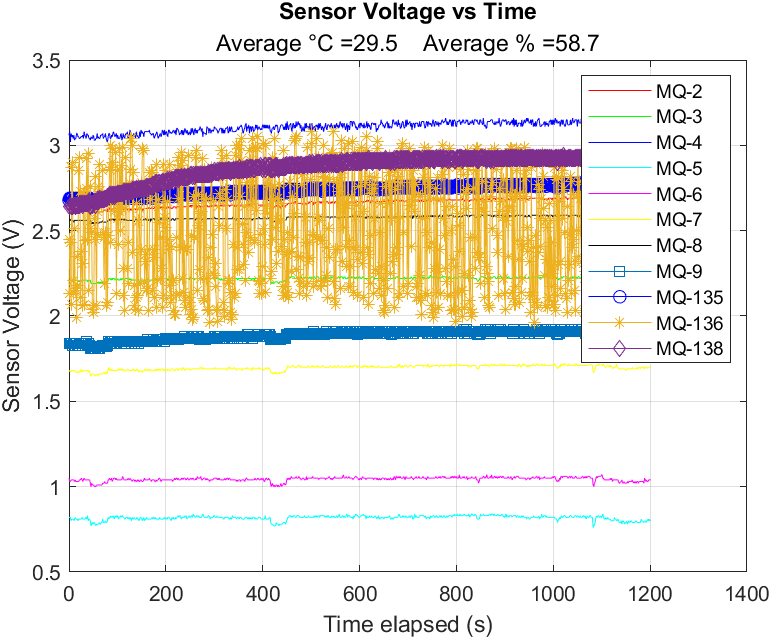 Sensor Voltage vs Time
Average °C =29.5 Average % =58.7
3.5
3
2.5
2
1.5
1
0.5
Sensor Voltage (V)
0 200 400 600 800 1000 1200 1400
Time elapsed (s)
MQ-2
MQ-3
MQ-4
MQ-5
MQ-6
MQ-7
MQ-8
MQ-9
MQ-135
MQ-136
MQ-138